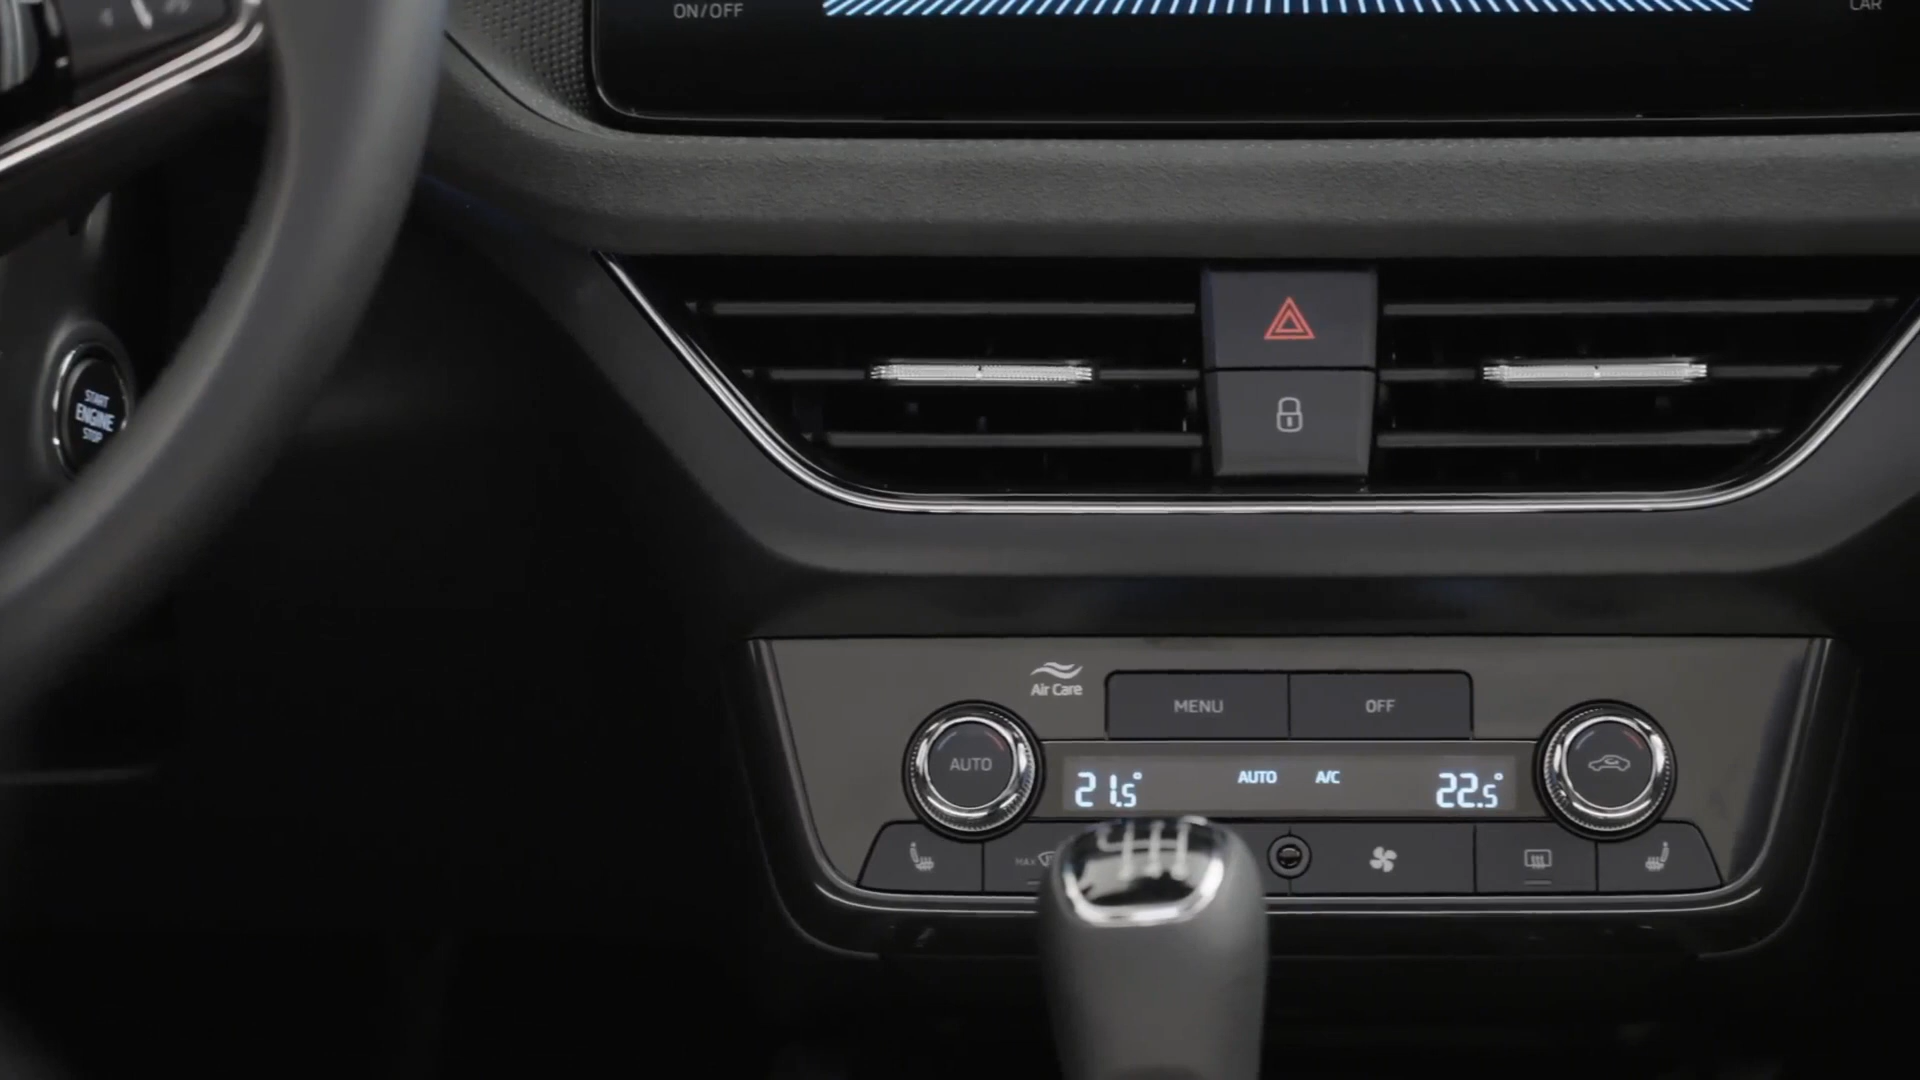 ON/OFF
CAR
START
ENGINE
STOP
Air Care
MENU
OFF
AUTO
21.5°
AUTO
A/C
22.5°
MAX